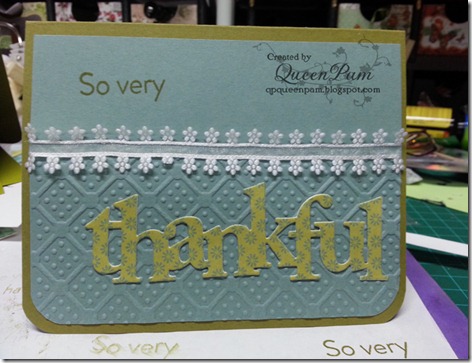 Created by
QueenPam
qpqueenpam.blogspot.com
So very
thankful
So very
So very